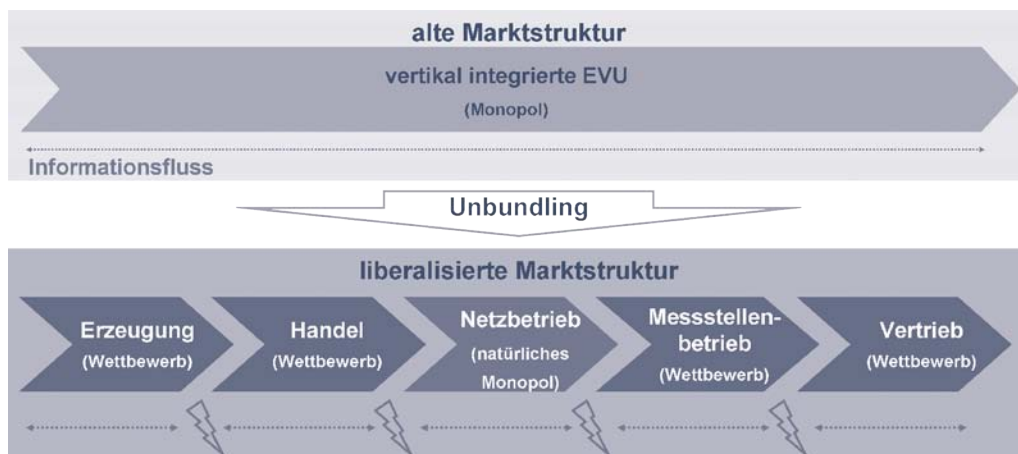 alte Marktstruktur
vertikal integrierte EVU
(Monopol)
Informationsfluss
Unbundling
liberalisierte Marktstruktur
Erzeugung
(Wettbewerb)
Handel
(Wettbewerb)
Netzbetrieb
(natürliches
Monopol)
Messstellen-
betrieb
(Wettbewerb)
Vertrieb
(Wettbewerb)